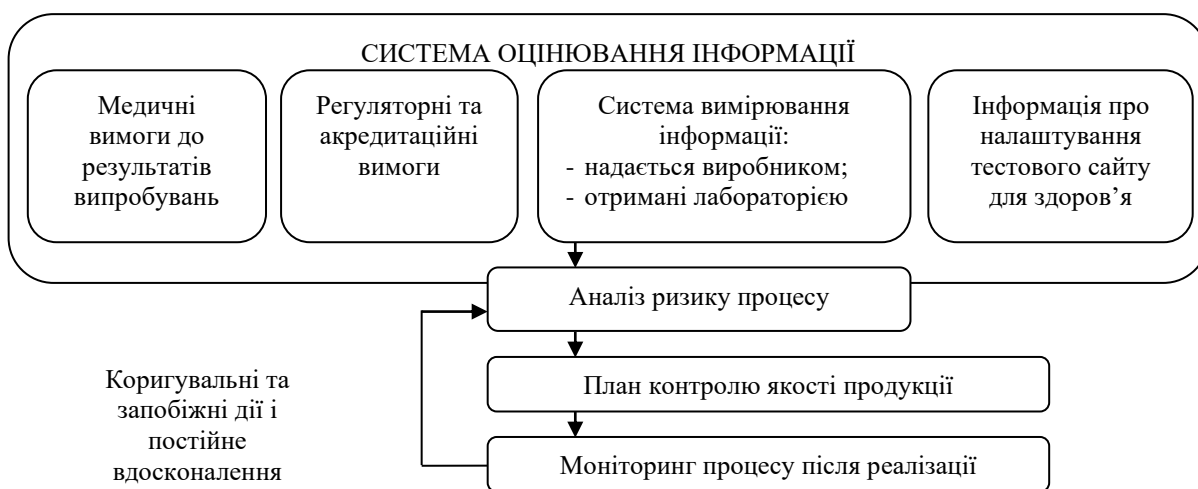 СИСТЕМА ОЦІНЮВАННЯ ІНФОРМАЦІЇ
Медичні
вимоги до
результатів
випробувань
Регуляторні та
акредитаційні
вимоги
Система вимірювання
інформації:
- надається виробником;
- отримані лабораторією
Інформація про
налаштування
тестового сайту
для здоров’я
Аналіз ризику процесу
План контролю якості продукції
Коригувальні та
запобіжні дії і
постійне
вдосконалення
Моніторинг процесу після реалізації